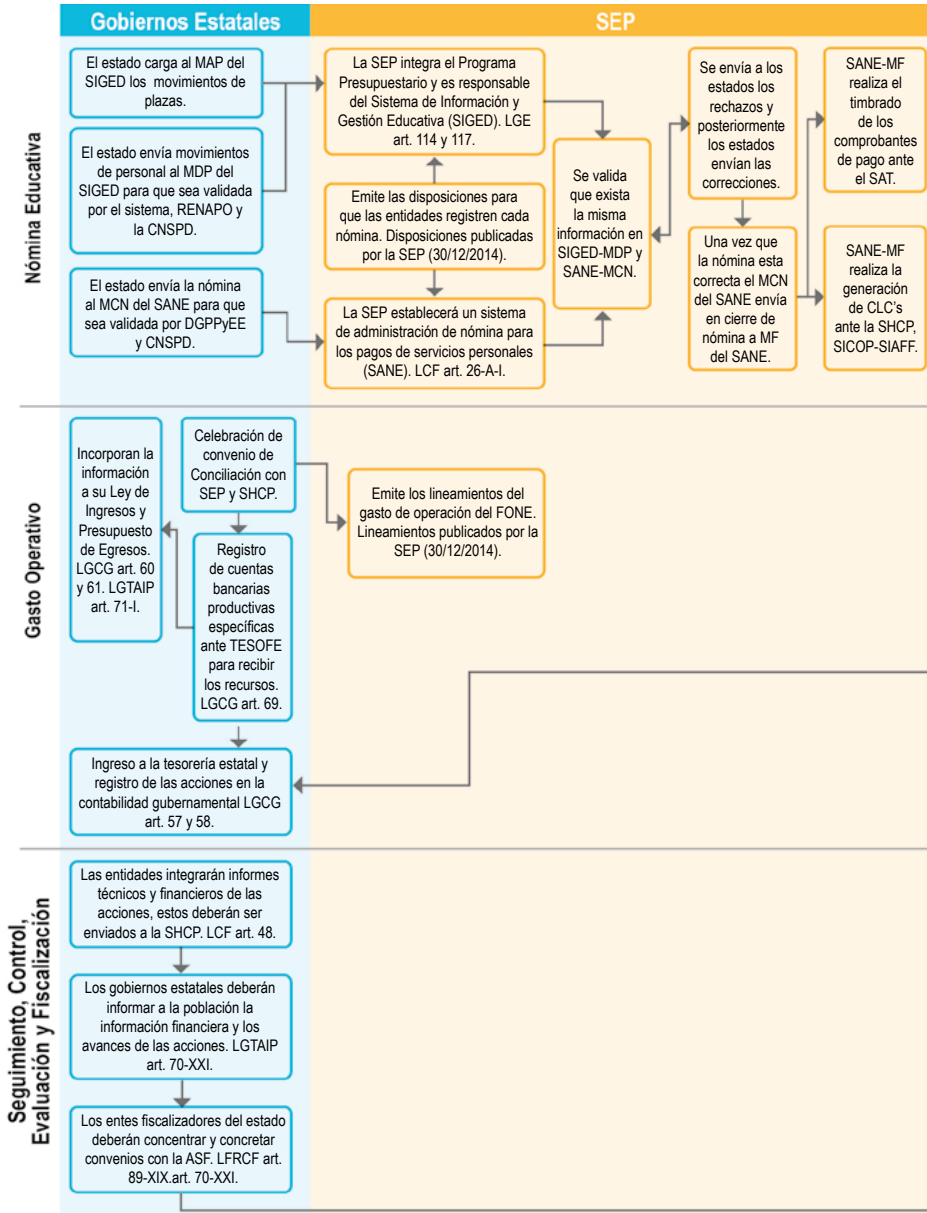 Gobiernos Estatales
SEP
Nómina Educativa
El estado carga al MAP del
SIGED los movimientos de
plazas.
El estado envía movimientos
de personal al MDP del
SIGED para que sea validada
por el sistema, RENAPO y
la CNSPD.
El estado envía la nómina
al MCN del SANE para que
sea validada por DGPPyEE
y CNSPD.
La SEP integra el Programa
Presupuestario y es responsable
del Sistema de Información y
Gestión Educativa (SIGED). LGE
art. 114 y 117.
Emite las disposiciones para
que las entidades registren cada
nómina. Disposiciones publicadas
por la SEP (30/12/2014).
La SEP establecerá un sistema
de administración de nómina para
los pagos de servicios personales
(SANE). LCF art. 26-A-I.
Se valida
que exista
la misma
información en
SIGED-MDP y
SANE-MCN.
Se envía a los
estados los
rechazos y
posteriormente
los estados
envían las
correcciones.
Una vez que
la nómina esta
correcta el MCN
del SANE envía
en cierre de
nómina a MF
del SANE.
SANE-MF
realiza el
timbrado
de los
comprobantes
de pago ante
el SAT.
SANE-MF
realiza la
generación
de CLC's
ante la SHCP,
SICOP-SIAFF.
Gasto Operativo
Incorporan la
información
a su Ley de
Ingresos y
Presupuesto
de Egresos.
LGCG art. 60
y 61. LGTAIP
art. 71-I.
Celebración de
convenio de
Conciliación con
SEP y SHCP.
Registro
de cuentas
bancarias
productivas
específicas
ante TESOFE
para recibir
los recursos.
LGCG art. 69.
Emite los lineamientos del
gasto de operación del FONE.
Lineamientos publicados por la
SEP (30/12/2014).
Ingreso a la tesorería estatal y
registro de las acciones en la
contabilidad gubernamental LGCG
art. 57 y 58.
Seguimiento, Control,
Evaluación y Fiscalización
Las entidades integrarán informes
técnicos y financieros de las
acciones, estos deberán ser
enviados a la SHCP. LCF art. 48.
Los gobiernos estatales deberán
informar a la población la
información financiera y los
avances de las acciones. LGTAIP
art. 70-XXI.
Los entes fiscalizadores del estado
deberán concentrar y concretar
convenios con la ASF. LFRCF art.
89-XIX.art. 70-XXI.